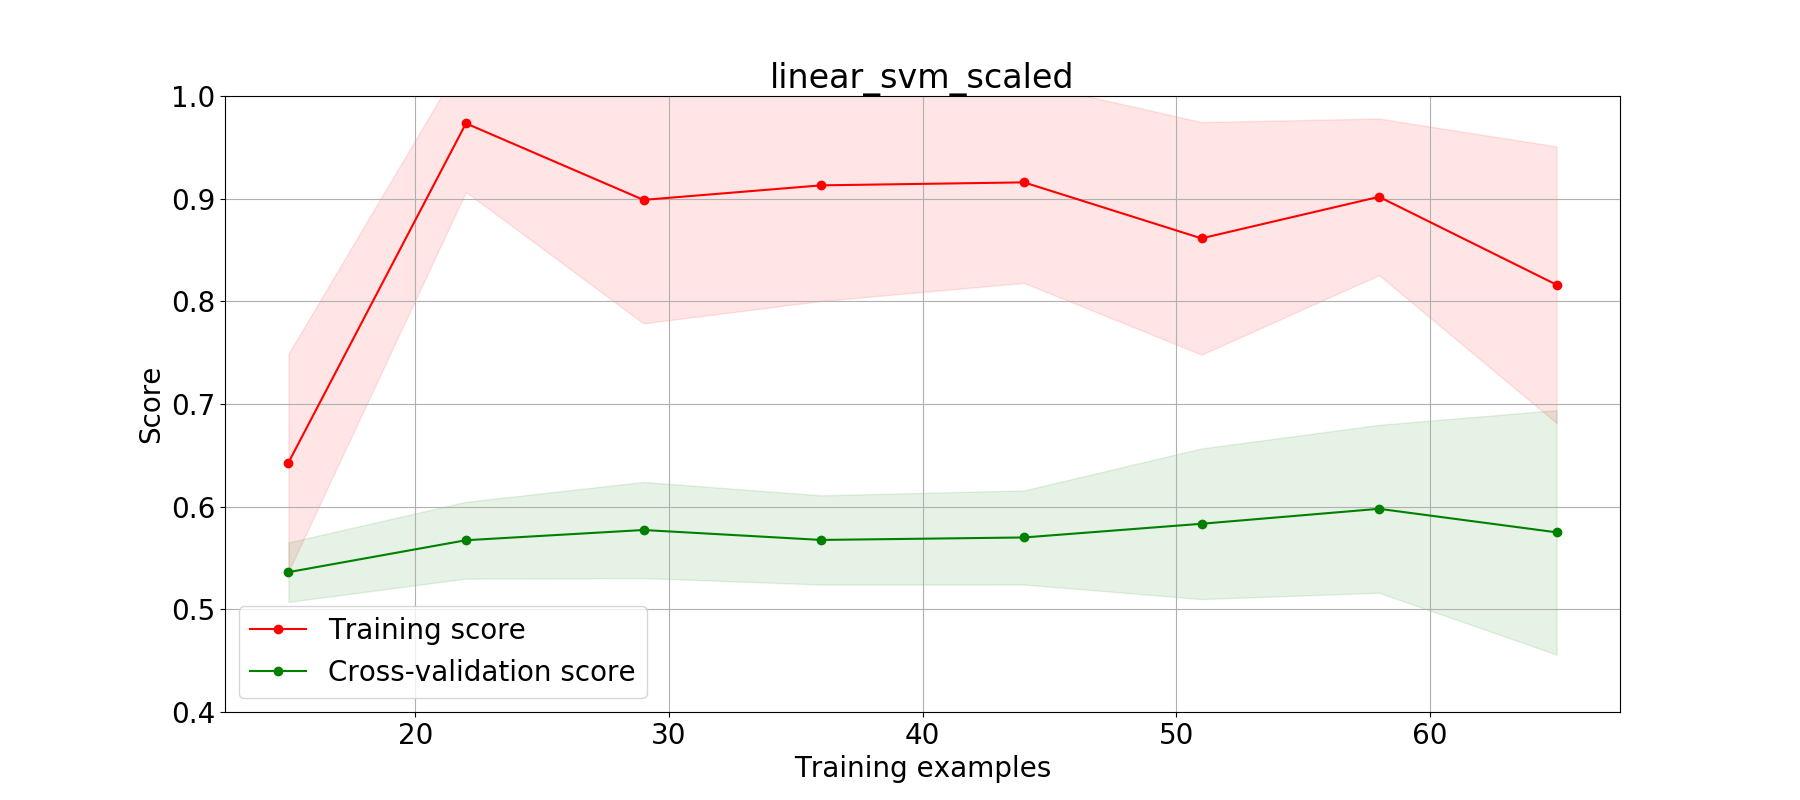 linear_svm_scaled
1.0
0.9
0.8
0.7
0.6
0.5
0.4
Score
Training score
Cross-validation score
20 30 40 50 60
Training examples